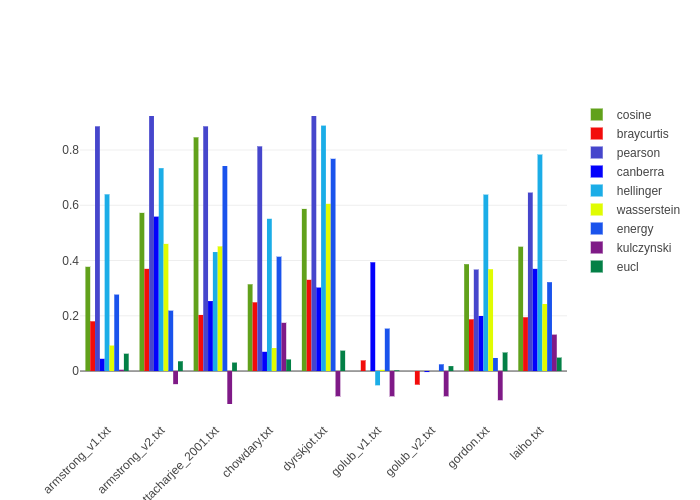 0.8
0.6
0.4
0.2
0
armstrong_v1.txt
armstrong_v2.txt
ttacharjee_2001.txt
chowdary.txt
dyrskjot.txt
golub_v1.txt
golub_v2.txt
gordon.txt
laiho.txt
cosine
braycurtis
pearson
canberra
hellinger
wasserstein
energy
kulczynski
eucl